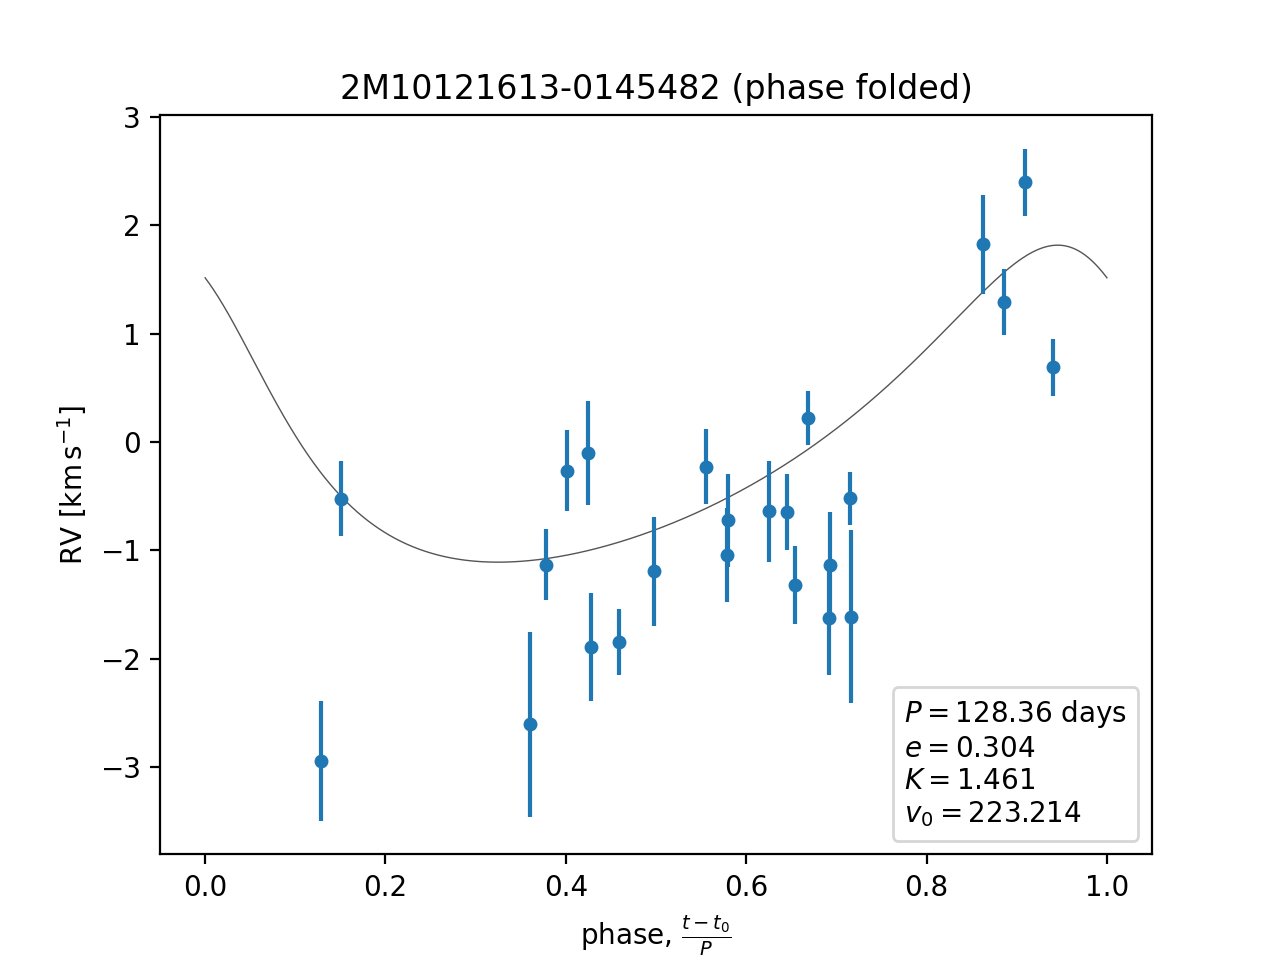 2M10121613-0145482 (phase folded)
3
2
1
0
−1
−2
−3
RV [km s⁻¹]
P = 128.36 days
e = 0.304
K = 1.461
v₀ = 223.214
0.0 0.2 0.4 0.6 0.8 1.0
phase, (t − t₀)/P